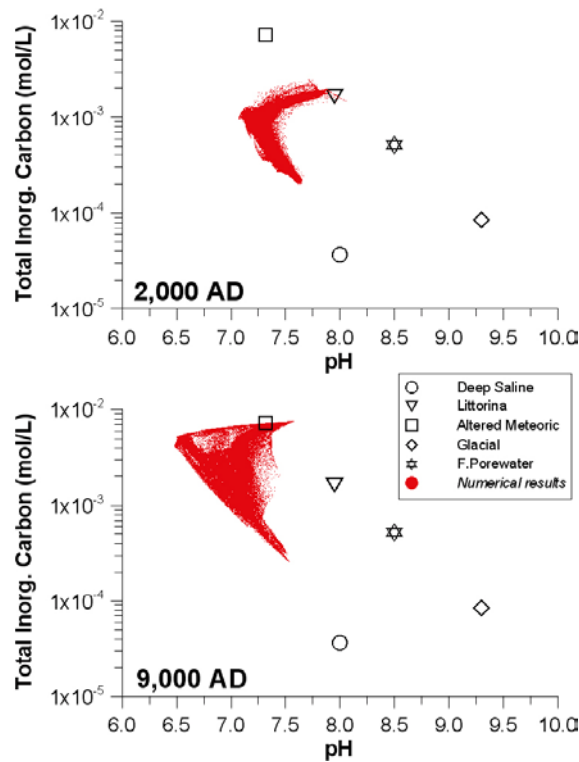 Total Inorg. Carbon (mol/L)
1x10⁻²
1x10⁻³
1x10⁻⁴
1x10⁻⁵
2,000 AD
6.0 6.5 7.0 7.5 8.0 8.5 9.0 9.5 10.0
pH
Total Inorg. Carbon (mol/L)
1x10⁻²
1x10⁻³
1x10⁻⁴
1x10⁻⁵
Deep Saline
Littorina
Altered Meteoric
Glacial
F.Porewater
Numerical results
9,000 AD
6.0 6.5 7.0 7.5 8.0 8.5 9.0 9.5 10.0
pH